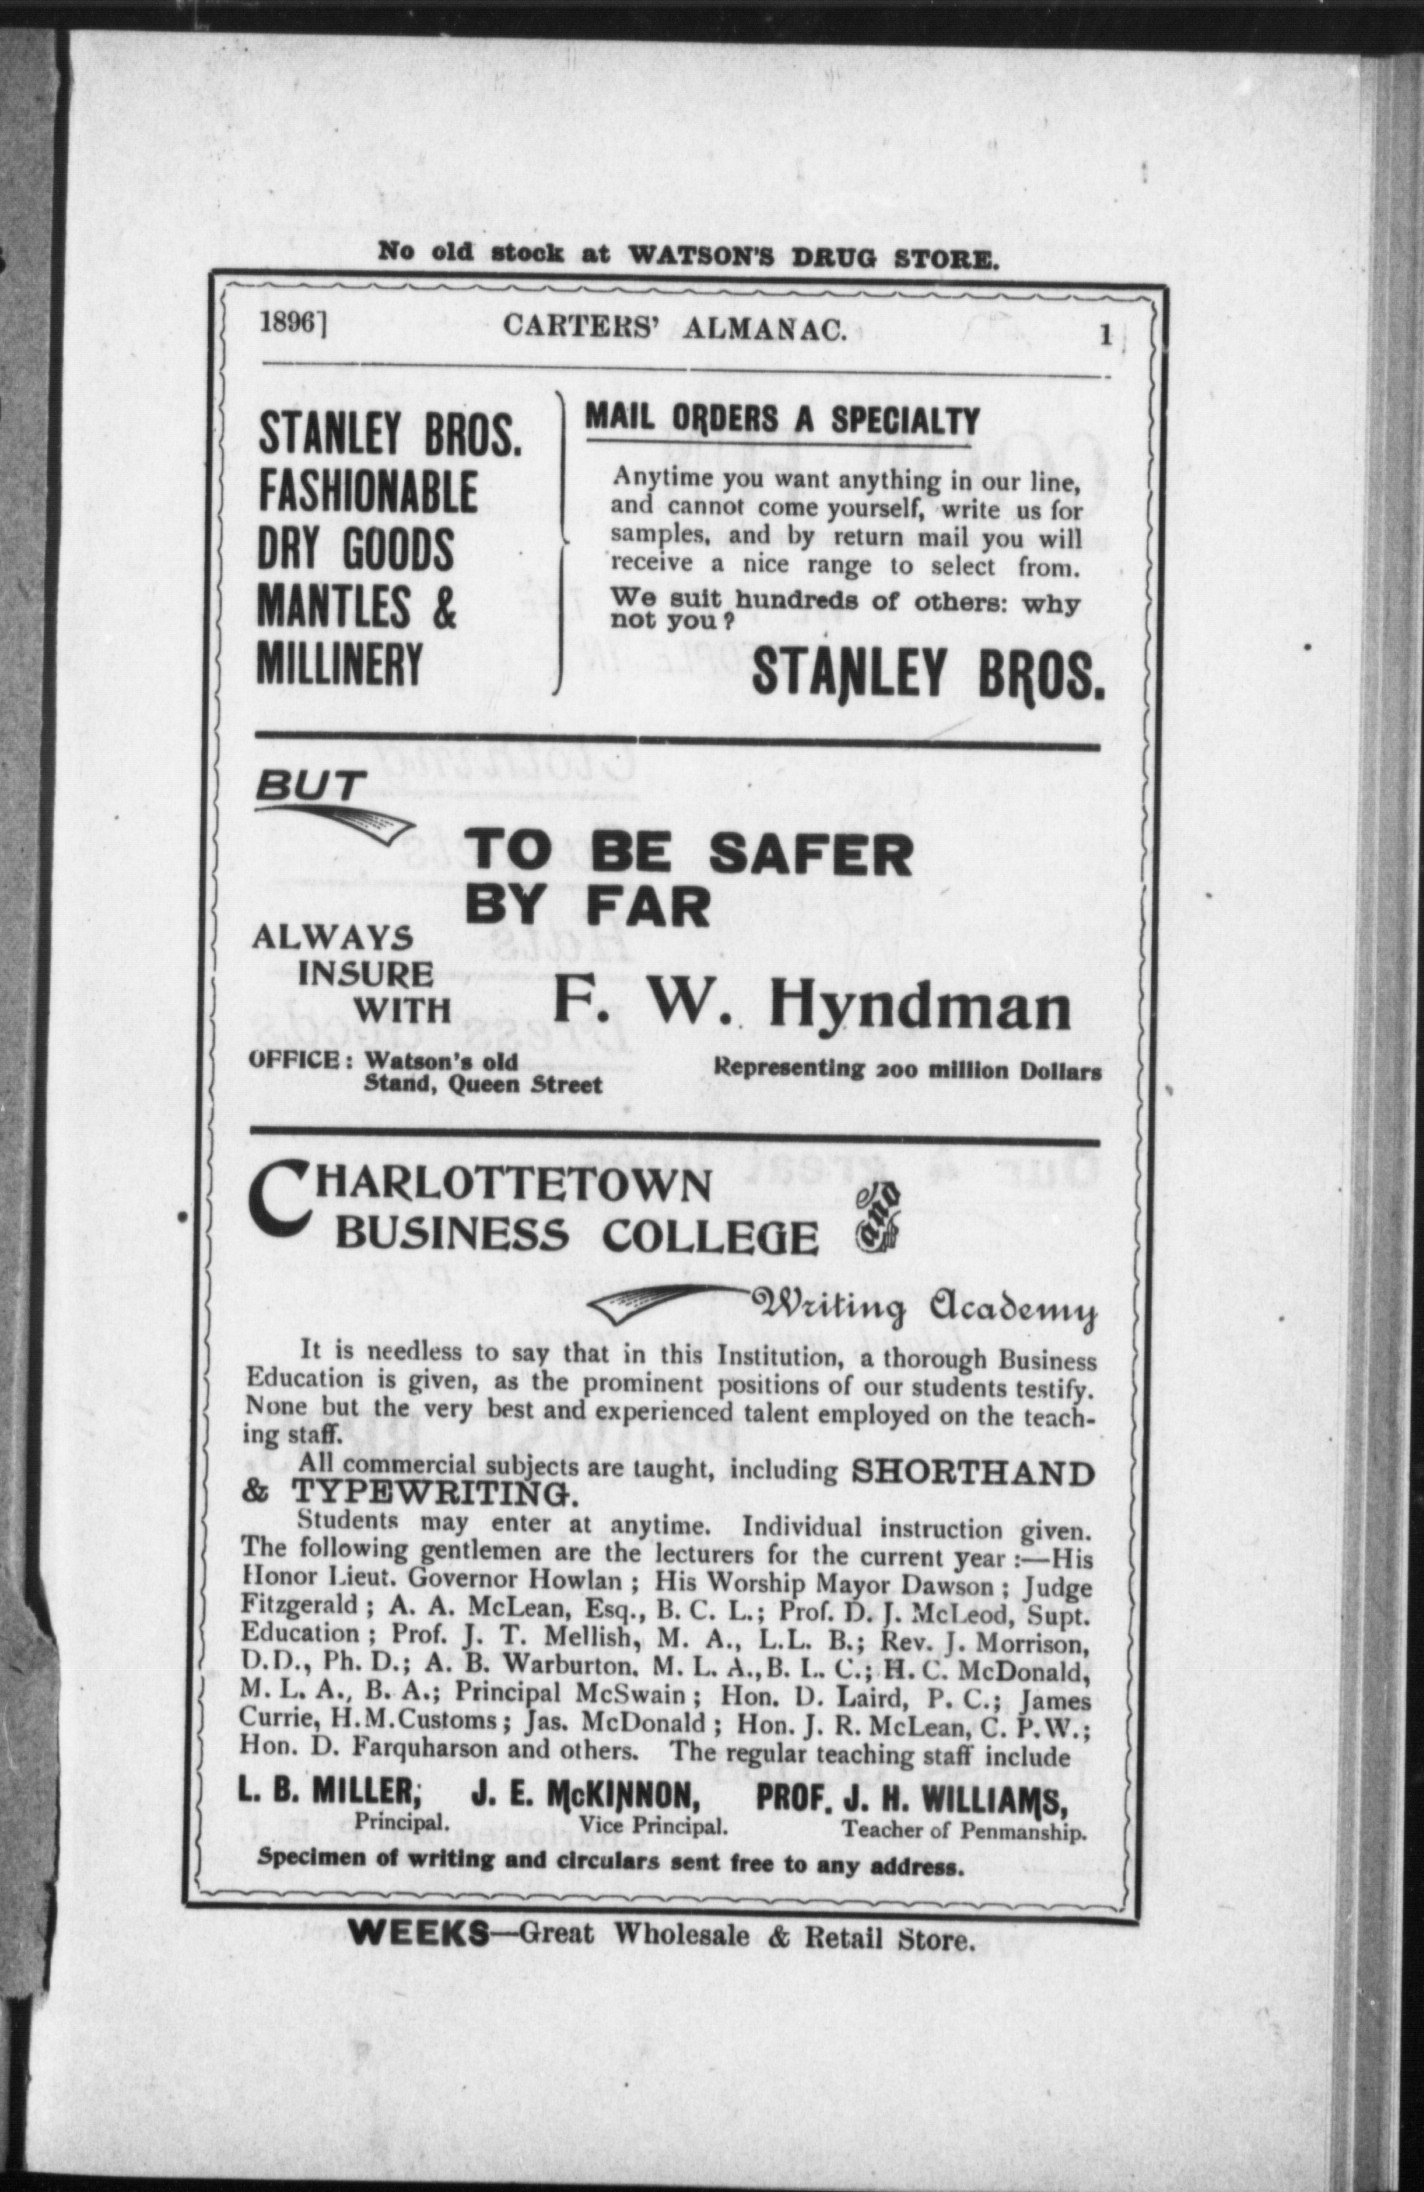 No old stock at WATSON'S DRUG STORE.
1896]
CARTERS' ALMANAC.
1
STANLEY BROS.
FASHIONABLE
DRY GOODS
MANTLES &
MILLINERY
MAIL ORDERS A SPECIALTY
Anytime you want anything in our line,
and cannot come yourself, write us for
samples, and by return mail you will
receive a nice range to select from.
We suit hundreds of others: why
not you?
STANLEY BROS.
BUT
TO BE SAFER
BY FAR
ALWAYS
INSURE
WITH
F. W. Hyndman
OFFICE: Watson's old
Stand, Queen Street
Representing 200 million Dollars
CHARLOTTETOWN
BUSINESS COLLEGE and
Writing Academy
It is needless to say that in this Institution, a thorough Business
Education is given, as the prominent positions of our students testify.
None but the very best and experienced talent employed on the teach-
ing staff.
All commercial subjects are taught, including SHORTHAND
& TYPEWRITING.
Students may enter at anytime. Individual instruction given.
The following gentlemen are the lecturers for the current year :—His
Honor Lieut. Governor Howlan ; His Worship Mayor Dawson ; Judge
Fitzgerald ; A. A. McLean, Esq., B. C. L.; Prof. D. J. McLeod, Supt.
Education ; Prof. J. T. Mellish, M. A., L.L. B.; Rev. J. Morrison,
D.D., Ph. D.; A. B. Warburton, M. L. A., B. L. C.; H. C. McDonald,
M. L. A., B. A.; Principal McSwain ; Hon. D. Laird, P. C.; James
Currie, H.M.Customs ; Jas. McDonald ; Hon. J. R. McLean, C. P.W.;
Hon. D. Farquharson and others. The regular teaching staff include
L. B. MILLER; J. E. McKINNON, PROF. J. H. WILLIAMS,
Principal. Vice Principal. Teacher of Penmanship.
Specimen of writing and circulars sent free to any address.
WEEKS—Great Wholesale & Retail Store.